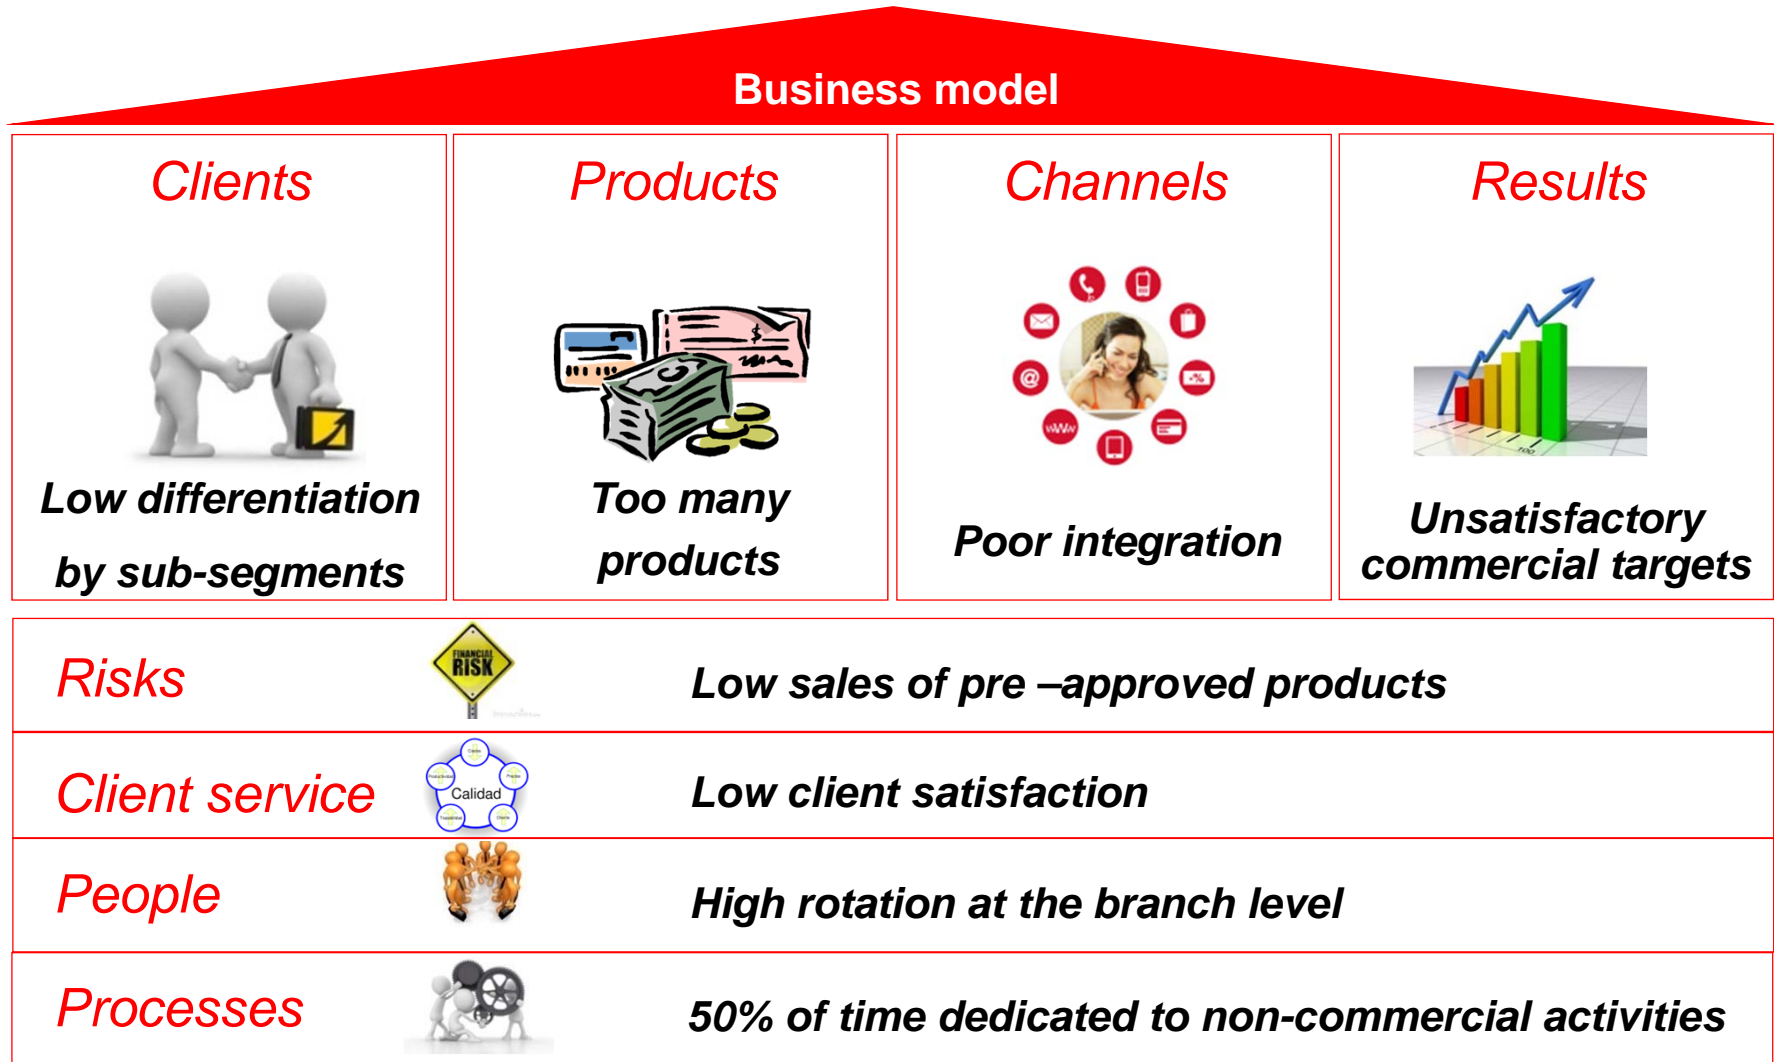 Business model
Clients
Products
Channels
Results
$
@
www
%
100
Low differentiation
by sub-segments
Too many
products
Poor integration
Unsatisfactory
commercial targets
Risks
FINANCIAL
RISK
Low sales of pre –approved products
Client service
Calidad
Low client satisfaction
People
High rotation at the branch level
Processes
50% of time dedicated to non-commercial activities